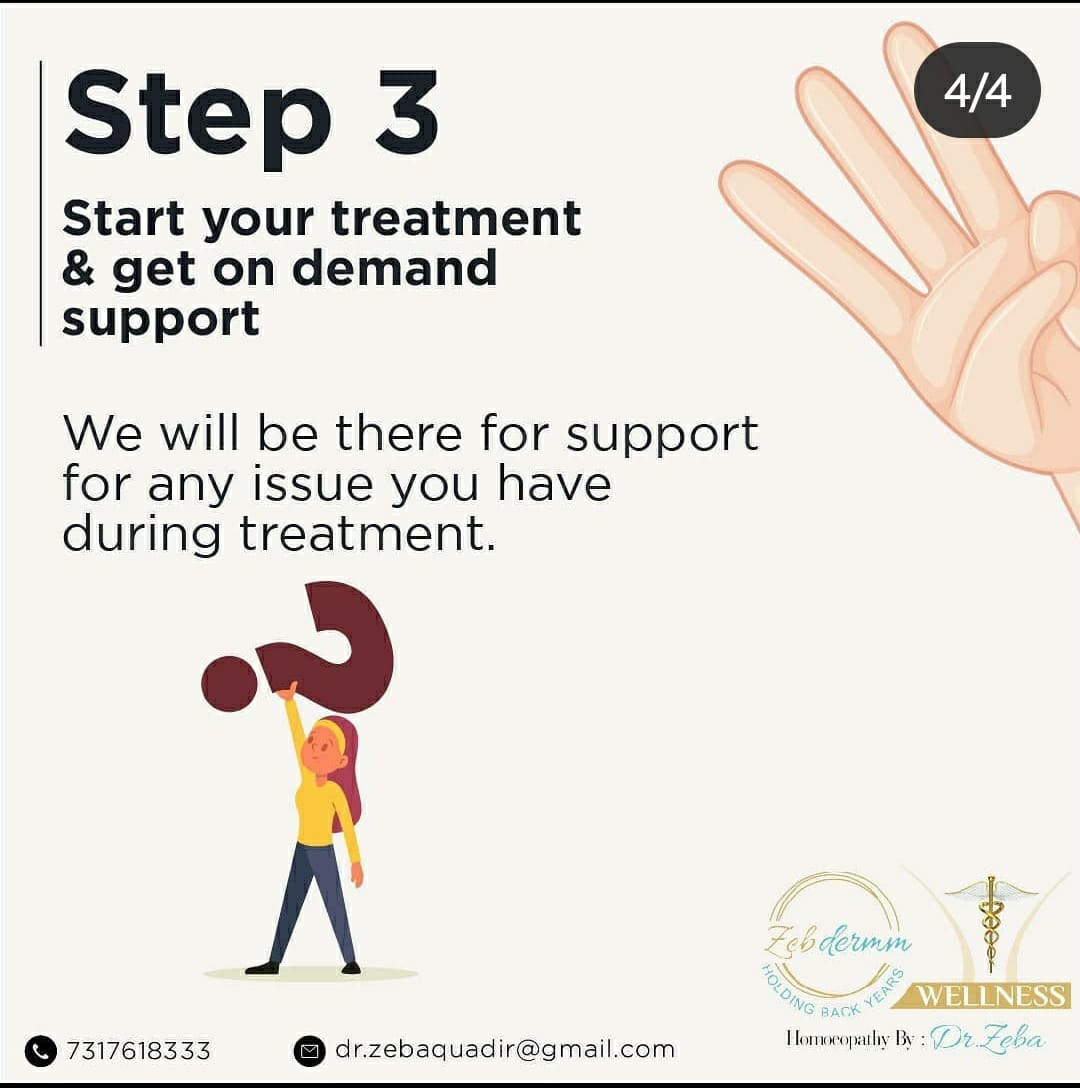 Step 3
4/4
Start your treatment
& get on demand
support
We will be there for support
for any issue you have
during treatment.
Zebdermm
HOLDING BACK YEARS
WELLNESS
Homoeopathy By : Dr.Zeba
7317618333
dr.zebaquadir@gmail.com